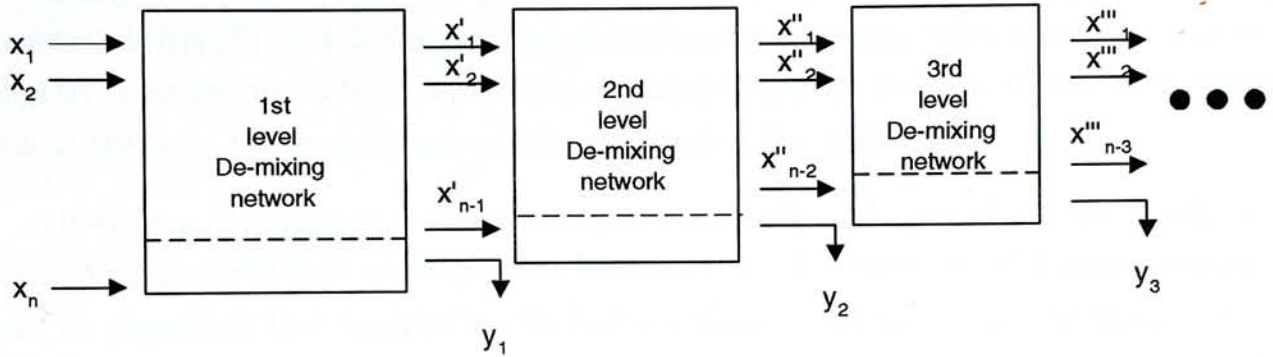 x₁
x₂
xₙ
1st
level
De-mixing
network
x'₁
x'₂
x'ₙ₋₁
y₁
2nd
level
De-mixing
network
x''₁
x''₂
x''ₙ₋₂
y₂
3rd
level
De-mixing
network
x'''₁
x'''₂
x'''ₙ₋₃
y₃